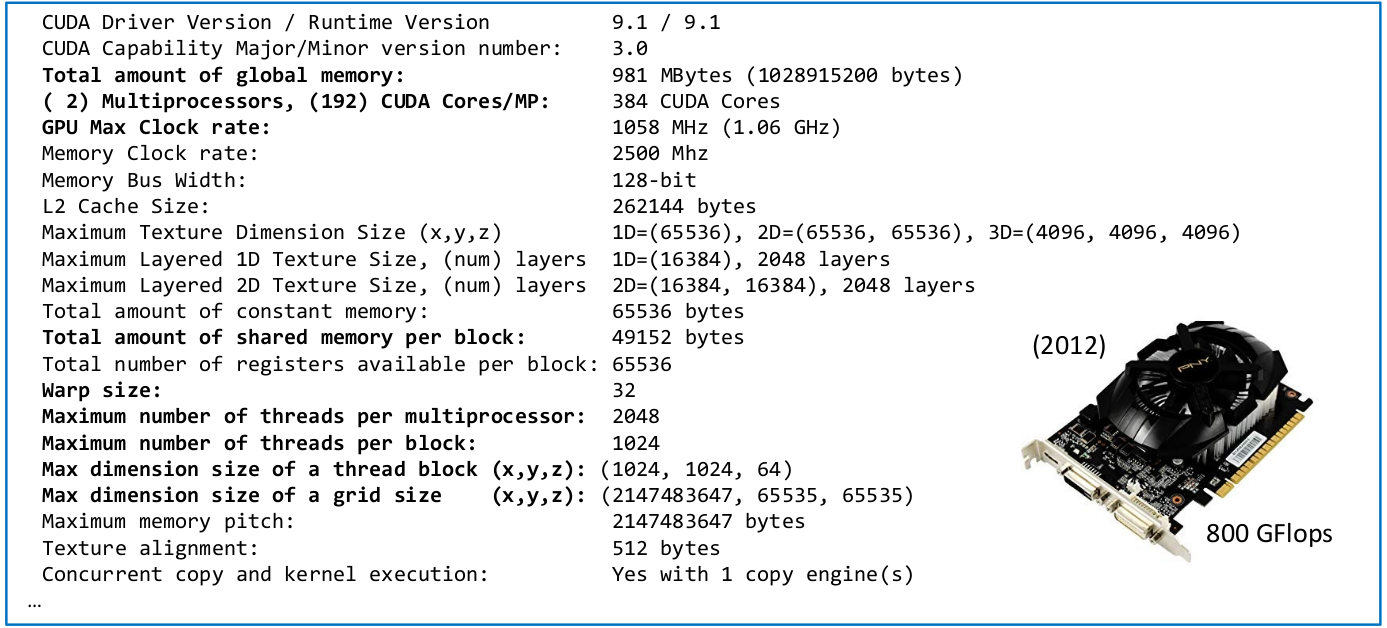 CUDA Driver Version / Runtime Version 9.1 / 9.1
CUDA Capability Major/Minor version number: 3.0
Total amount of global memory: 981 MBytes (1028915200 bytes)
( 2) Multiprocessors, (192) CUDA Cores/MP: 384 CUDA Cores
GPU Max Clock rate: 1058 MHz (1.06 GHz)
Memory Clock rate: 2500 Mhz
Memory Bus Width: 128-bit
L2 Cache Size: 262144 bytes
Maximum Texture Dimension Size (x,y,z) 1D=(65536), 2D=(65536, 65536), 3D=(4096, 4096, 4096)
Maximum Layered 1D Texture Size, (num) layers 1D=(16384), 2048 layers
Maximum Layered 2D Texture Size, (num) layers 2D=(16384, 16384), 2048 layers
Total amount of constant memory: 65536 bytes
Total amount of shared memory per block: 49152 bytes
Total number of registers available per block: 65536
Warp size: 32
Maximum number of threads per multiprocessor: 2048
Maximum number of threads per block: 1024
Max dimension size of a thread block (x,y,z): (1024, 1024, 64)
Max dimension size of a grid size (x,y,z): (2147483647, 65535, 65535)
Maximum memory pitch: 2147483647 bytes
Texture alignment: 512 bytes
Concurrent copy and kernel execution: Yes with 1 copy engine(s)
…
(2012)
PNY
800 GFlops